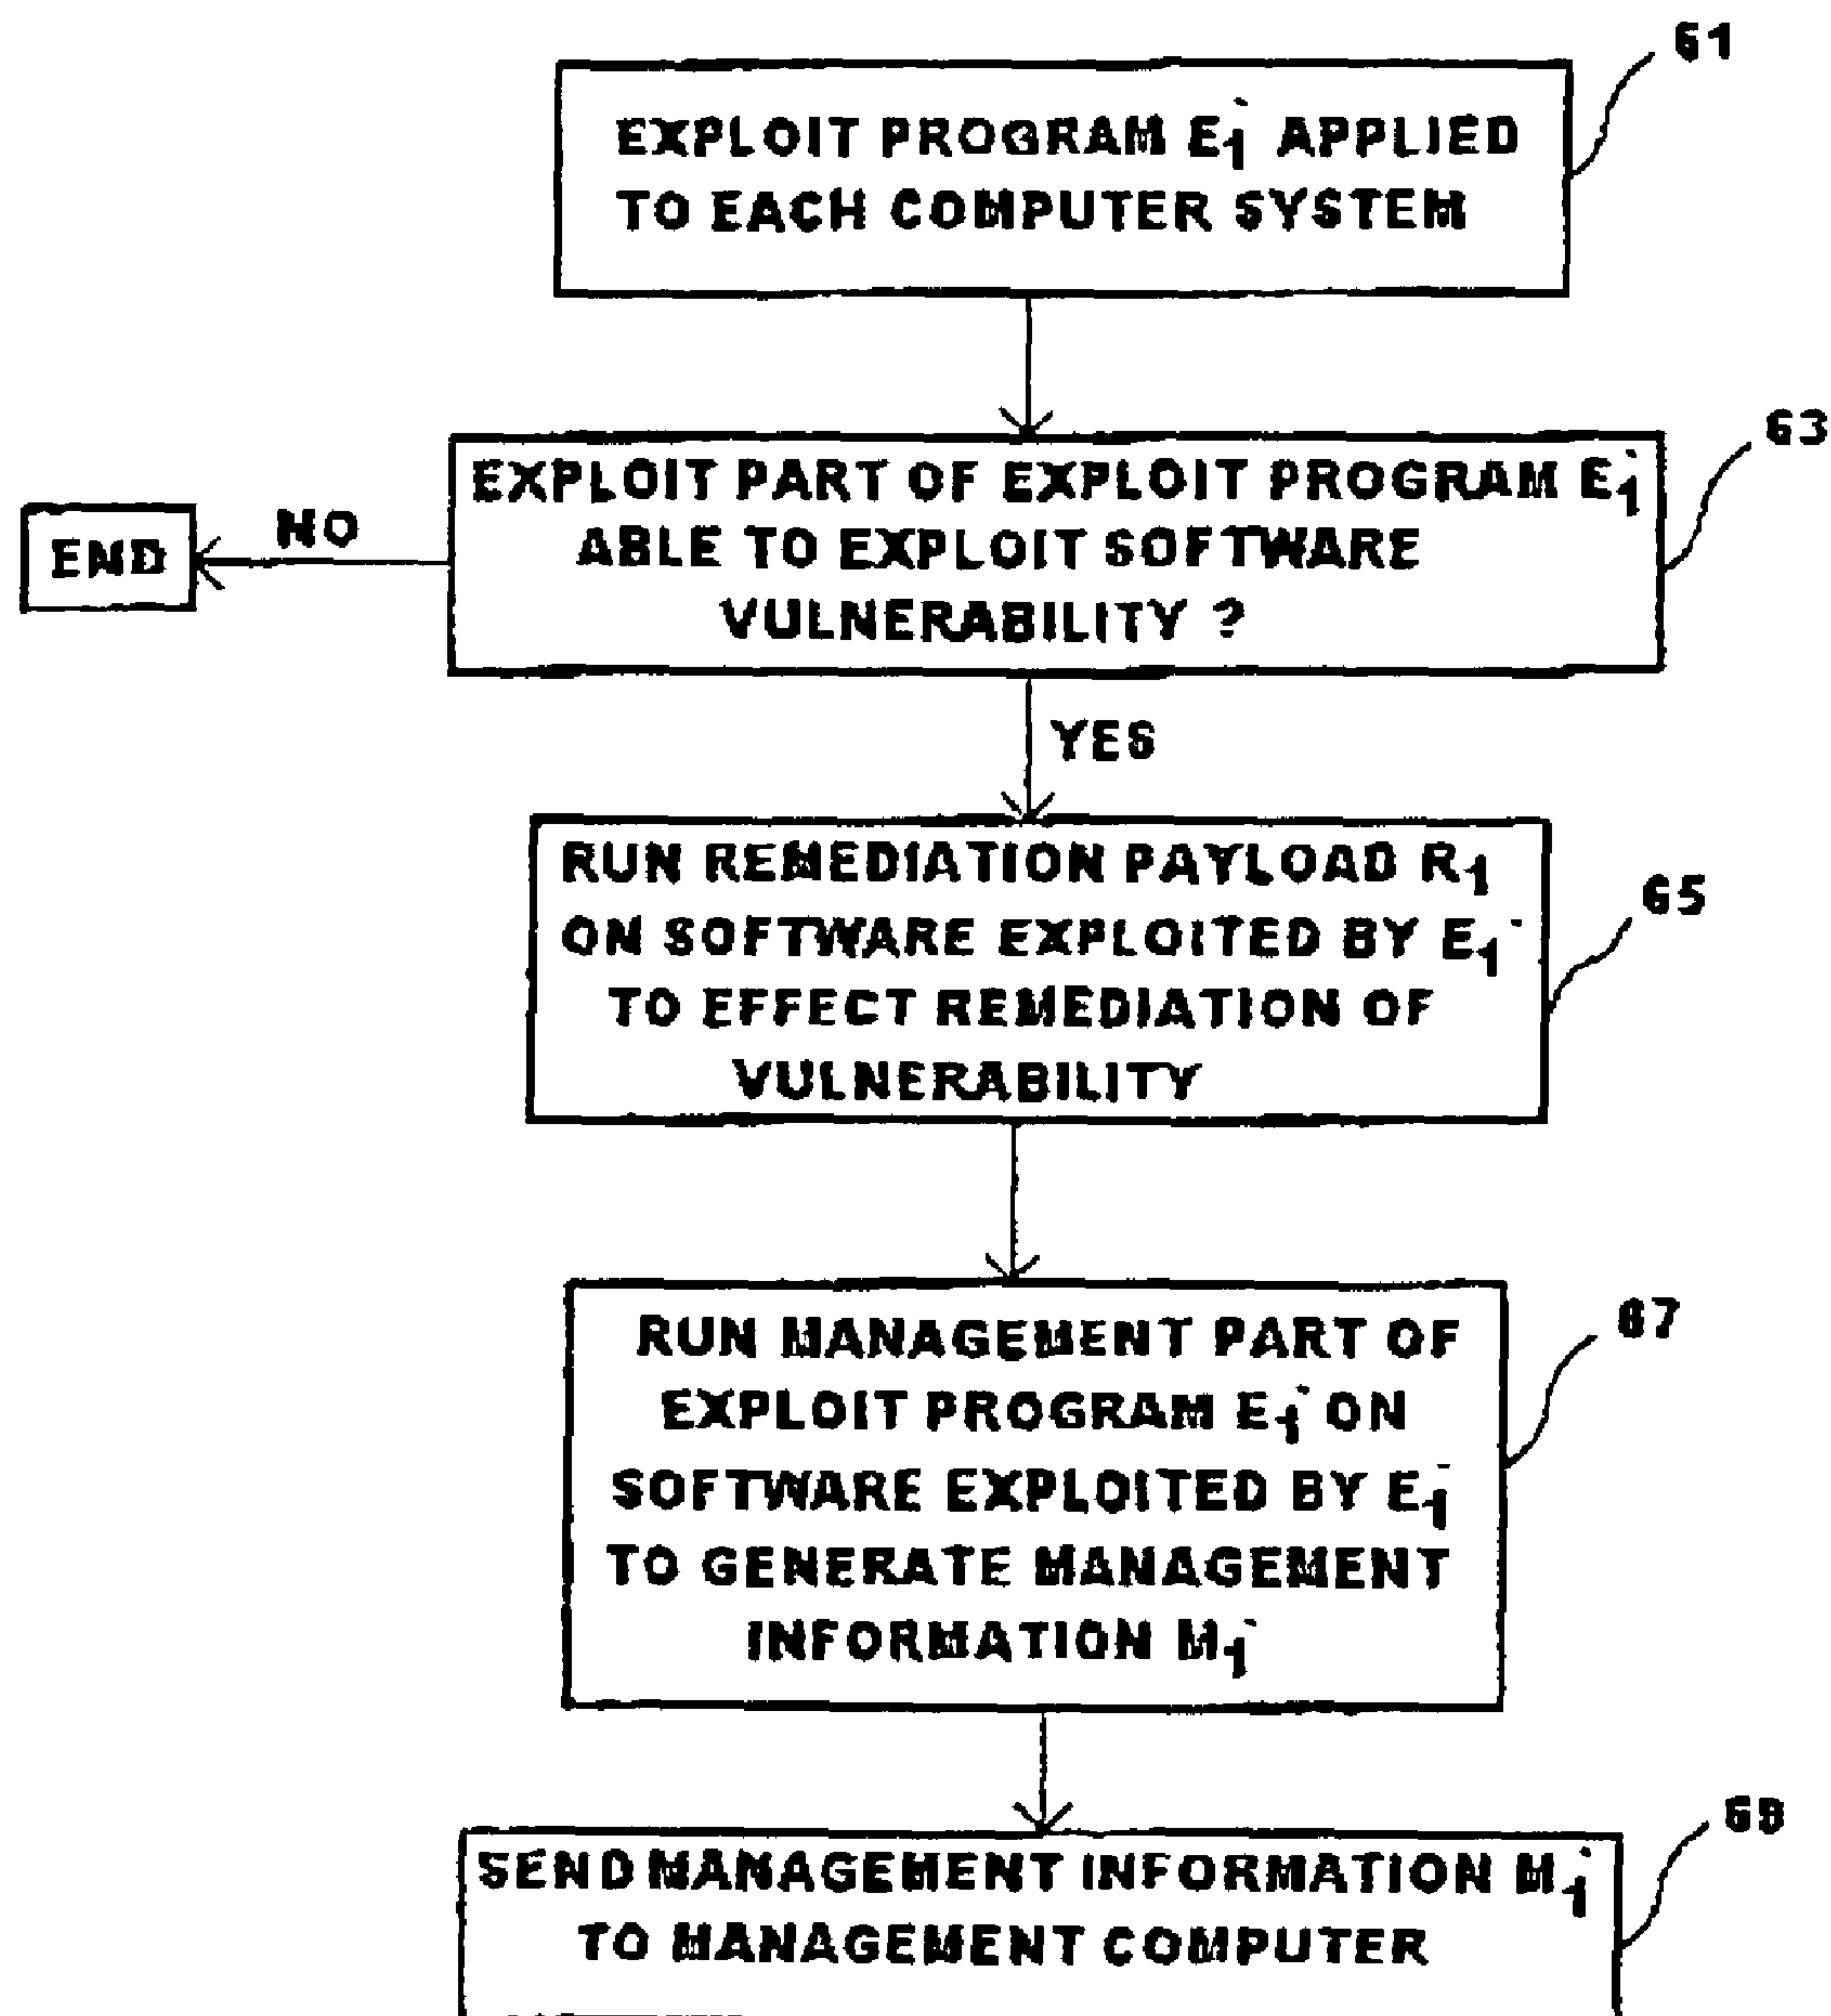 61
EXPLOIT PROGRAM E1' APPLIED
TO EACH COMPUTER SYSTEM
63
EXPLOIT PART OF EXPLOIT PROGRAM E1'
ABLE TO EXPLOIT SOFTWARE
VULNERABILITY ?
NO
END
YES
65
RUN REMEDIATION PAYLOAD R1
ON SOFTWARE EXPLOITED BY E1'
TO EFFECT REMEDIATION OF
VULNERABILITY
67
RUN MANAGEMENT PART OF
EXPLOIT PROGRAM E1' ON
SOFTWARE EXPLOITED BY E1'
TO GENERATE MANAGEMENT
INFORMATION M1'
69
SEND MANAGEMENT INFORMATION M1'
TO MANAGEMENT COMPUTER